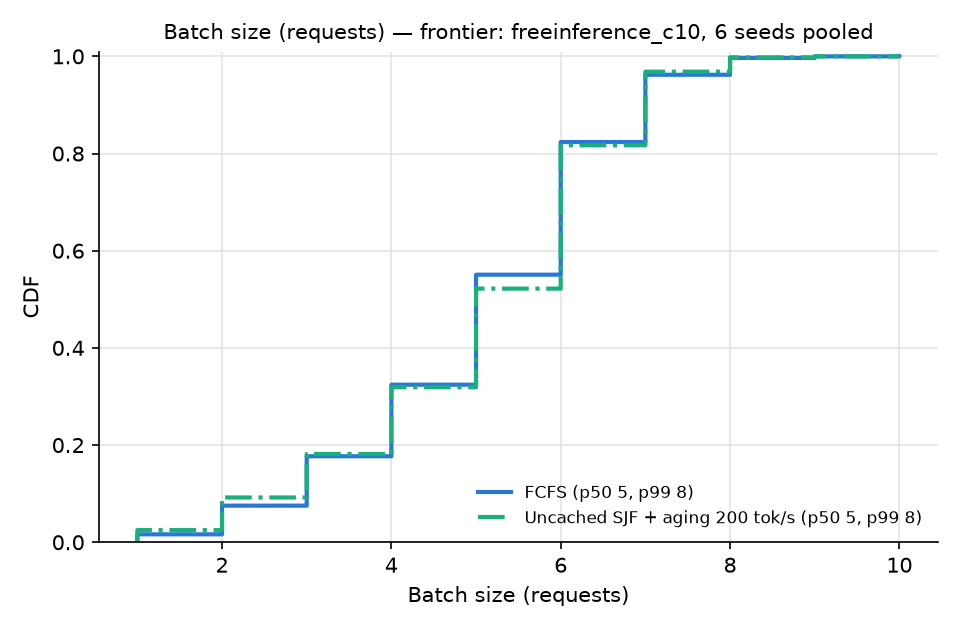 Batch size (requests) — frontier: freeinference_c10, 6 seeds pooled
1.0
0.8
0.6
0.4
0.2
0.0
CDF
FCFS (p50 5, p99 8)
Uncached SJF + aging 200 tok/s (p50 5, p99 8)
2 4 6 8 10
Batch size (requests)